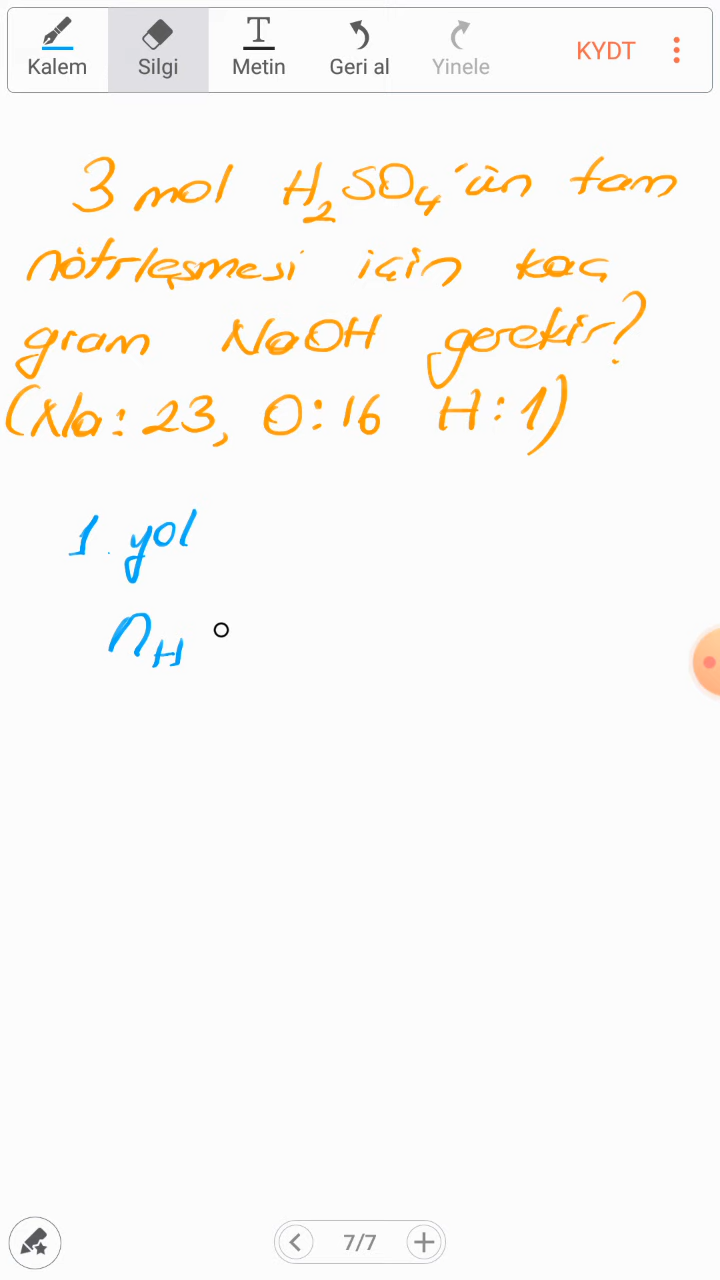 Kalem Silgi Metin Geri al Yinele KYDT
3 mol H₂SO₄'ün tam
nötrleşmesi için kaç
gram NaOH gerekir?
(Na: 23, O: 16 H: 1)
1. yol
nH
7/7